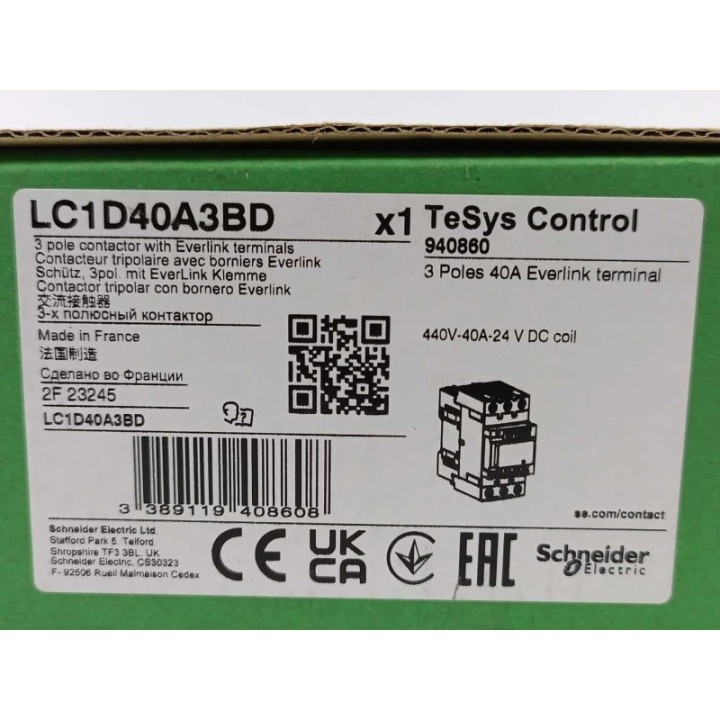 LC1D40A3BD
x1
TeSys Control
940860
3 Poles 40A Everlink terminal
440V-40A-24 V DC coil
3 pole contactor with Everlink terminals
Contacteur tripolaire avec borniers Everlink
Schütz, 3pol. mit EverLink Klemme
Contactor tripolar con bornero Everlink
交流接触器
3-х полюсный контактор
Made in France
法国制造
Сделано во Франции
2F 23245
LC1D40A3BD
3 389119 408608
se.com/contact
Schneider Electric Ltd.
Stafford Park 5. Telford.
Shropshire TF3 3BL. UK
Schneider Electric, CS30323
F- 92506 Rueil Malmaison Cedex
CE
UK
CA
EAC
Schneider
Electric